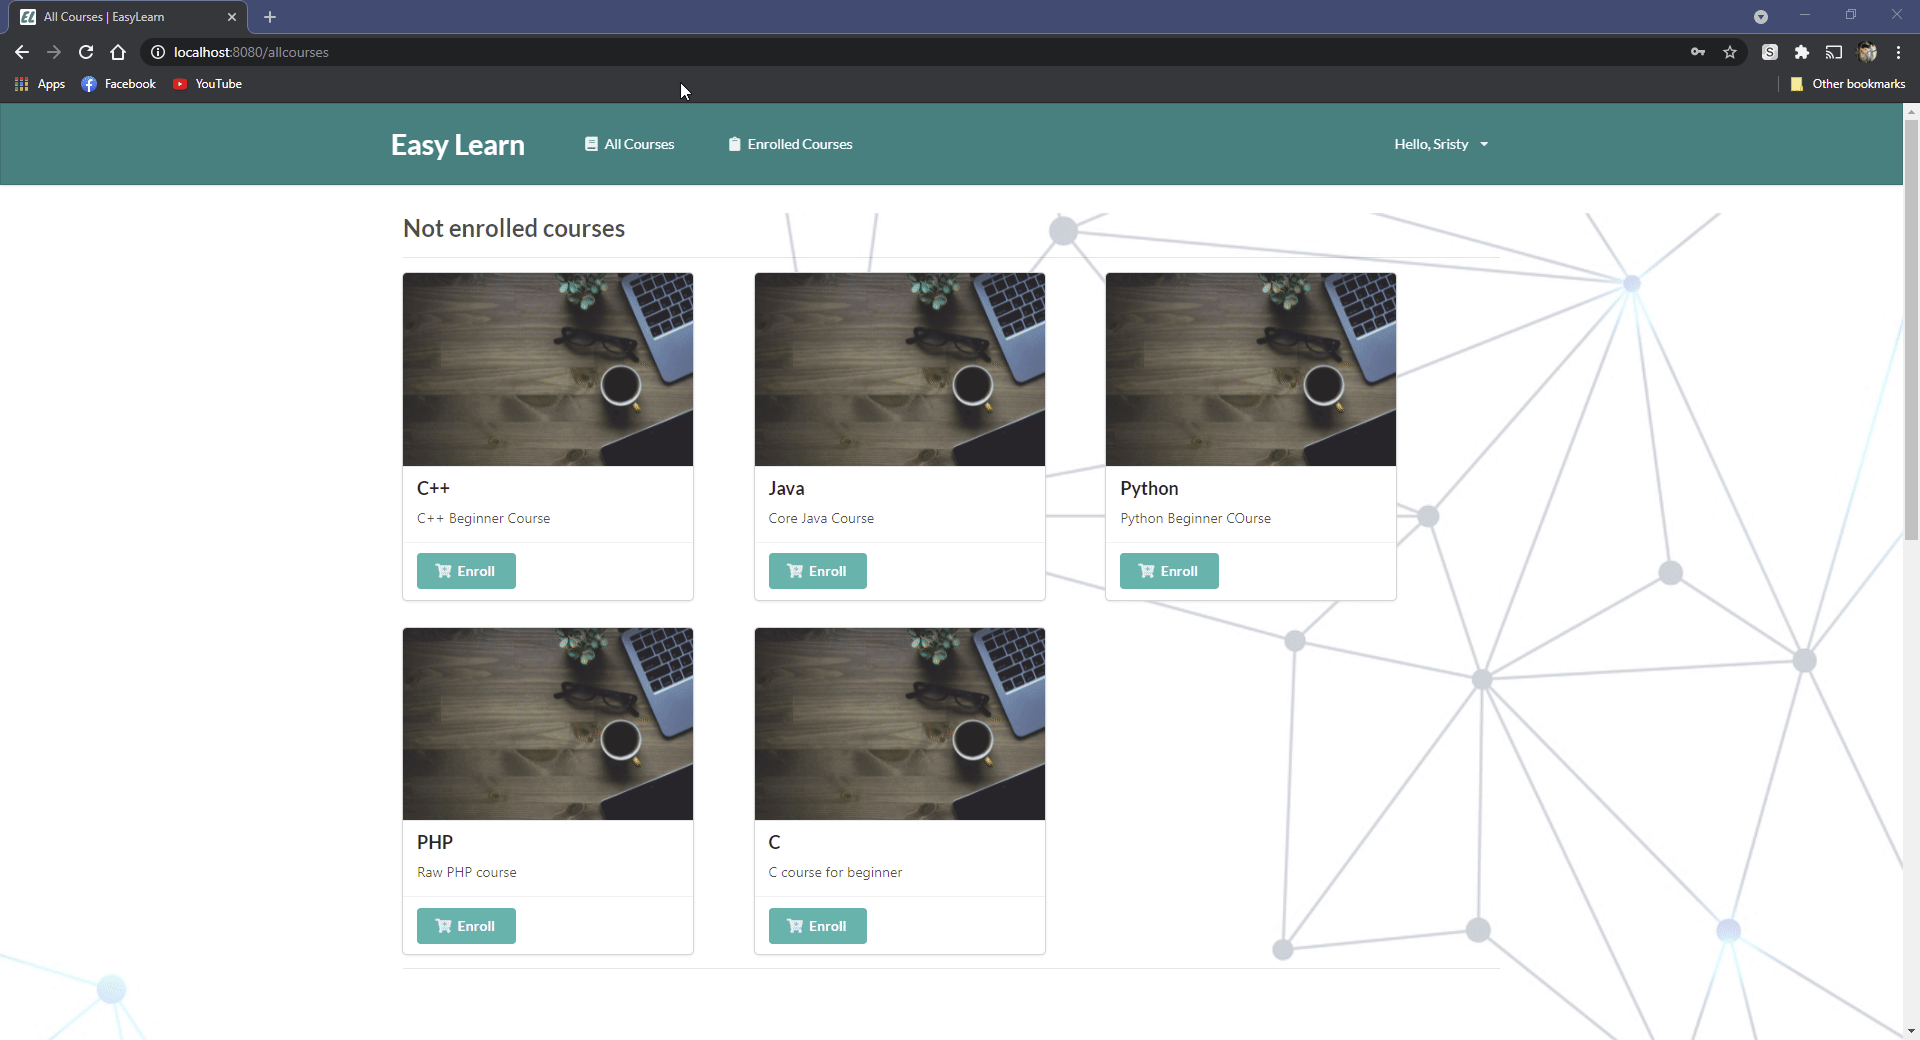 All Courses | EasyLearn
localhost:8080/allcourses
Apps Facebook YouTube Other bookmarks
Easy Learn All Courses Enrolled Courses Hello, Sristy
Not enrolled courses
C++ Java Python
C++ Beginner Course Core Java Course Python Beginner COurse
Enroll Enroll Enroll
PHP C
Raw PHP course C course for beginner
Enroll Enroll